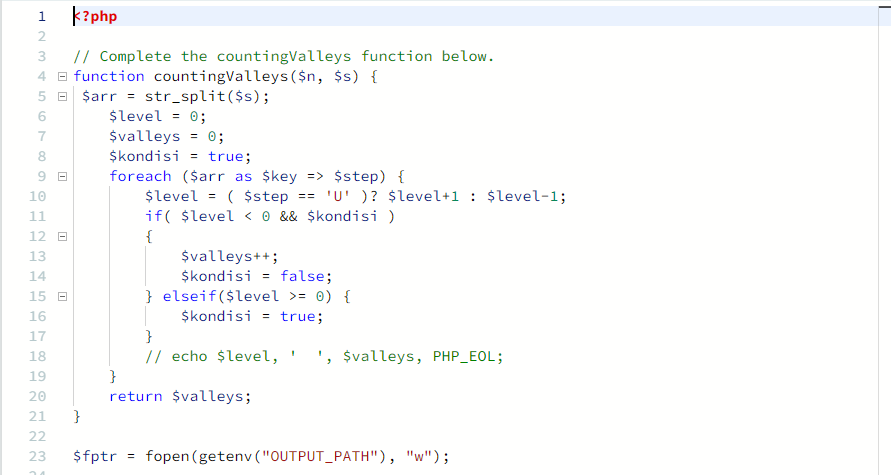 1 <?php
2
3 // Complete the countingValleys function below.
4 function countingValleys($n, $s) {
5 $arr = str_split($s);
6 $level = 0;
7 $valleys = 0;
8 $kondisi = true;
9 foreach ($arr as $key => $step) {
10 $level = ( $step == 'U' )? $level+1 : $level-1;
11 if( $level < 0 && $kondisi )
12 {
13 $valleys++;
14 $kondisi = false;
15 } elseif($level >= 0) {
16 $kondisi = true;
17 }
18 // echo $level, '  ', $valleys, PHP_EOL;
19 }
20 return $valleys;
21 }
22
23 $fptr = fopen(getenv("OUTPUT_PATH"), "w");